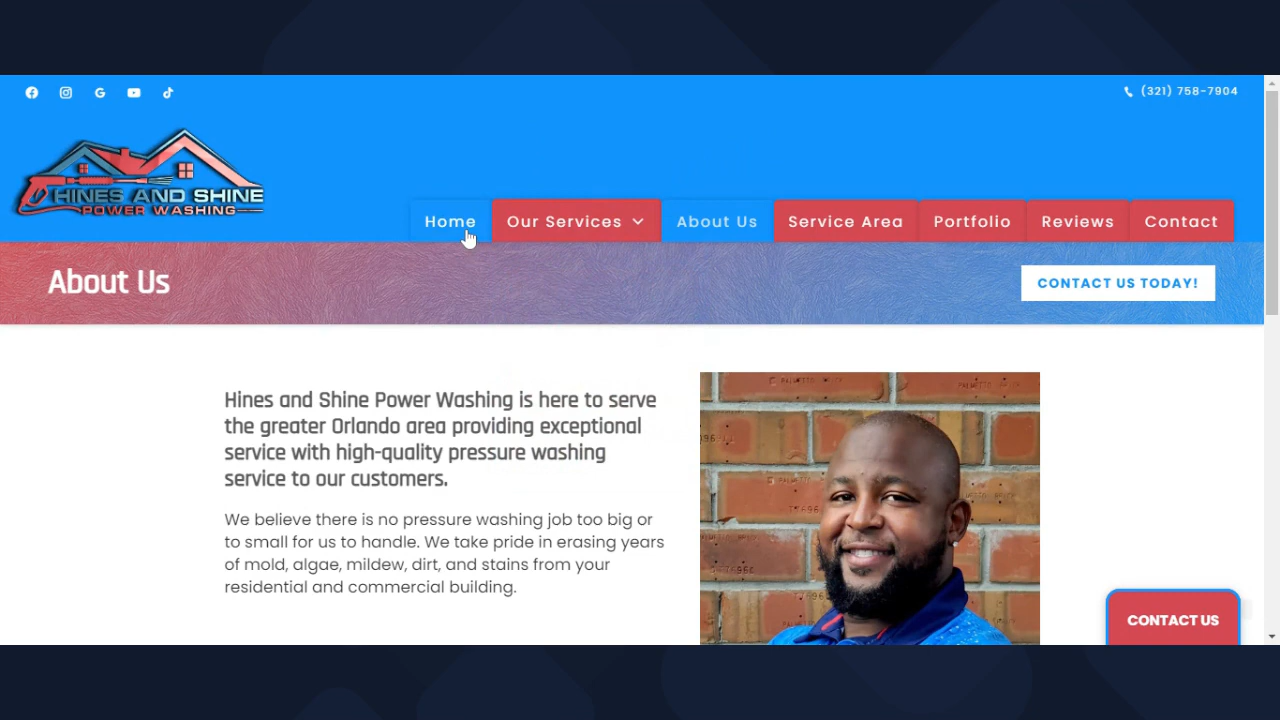 (321) 758-7904
HINES AND SHINE
POWER WASHING
Home Our Services About Us Service Area Portfolio Reviews Contact
About Us
CONTACT US TODAY!
Hines and Shine Power Washing is here to serve
the greater Orlando area providing exceptional
service with high-quality pressure washing
service to our customers.
We believe there is no pressure washing job too big or
to small for us to handle. We take pride in erasing years
of mold, algae, mildew, dirt, and stains from your
residential and commercial building.
CONTACT US